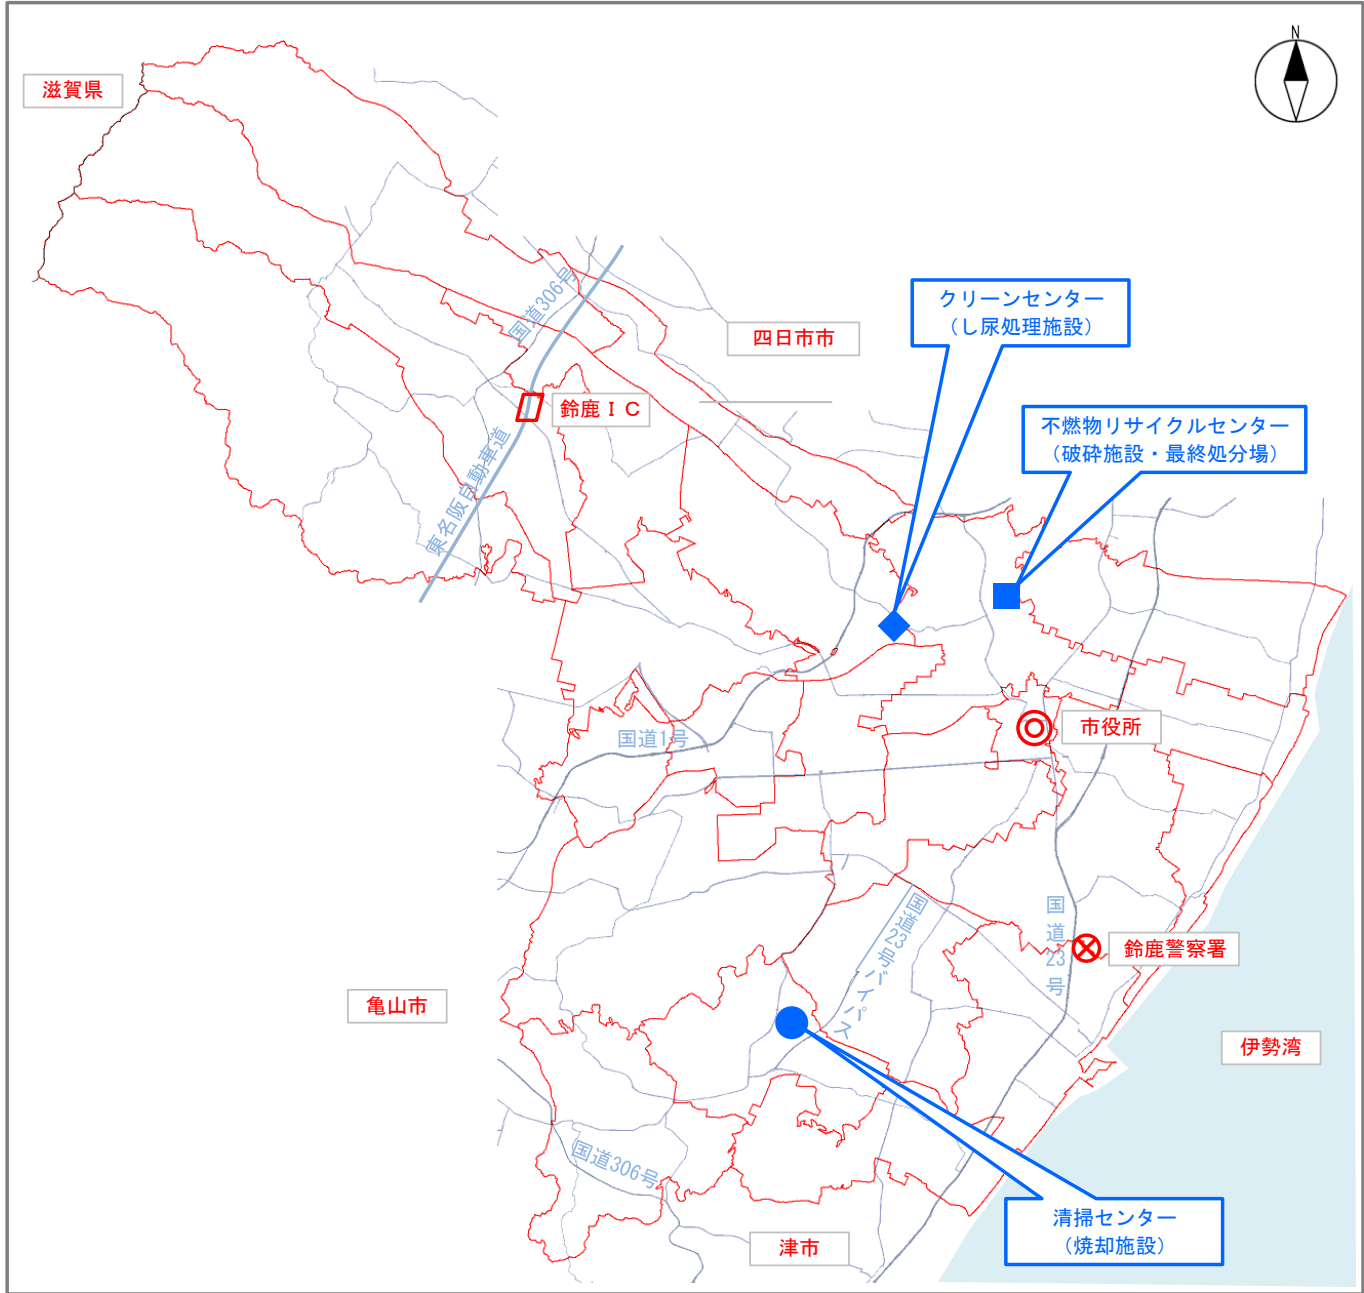 N
滋賀県
国道306号
四日市市
クリーンセンター
（し尿処理施設）
鈴鹿ＩＣ
不燃物リサイクルセンター
（破砕施設・最終処分場）
東名阪自動車道
市役所
国道1号
国道23号バイパス
国道23号
鈴鹿警察署
亀山市
伊勢湾
国道306号
清掃センター
（焼却施設）
津市